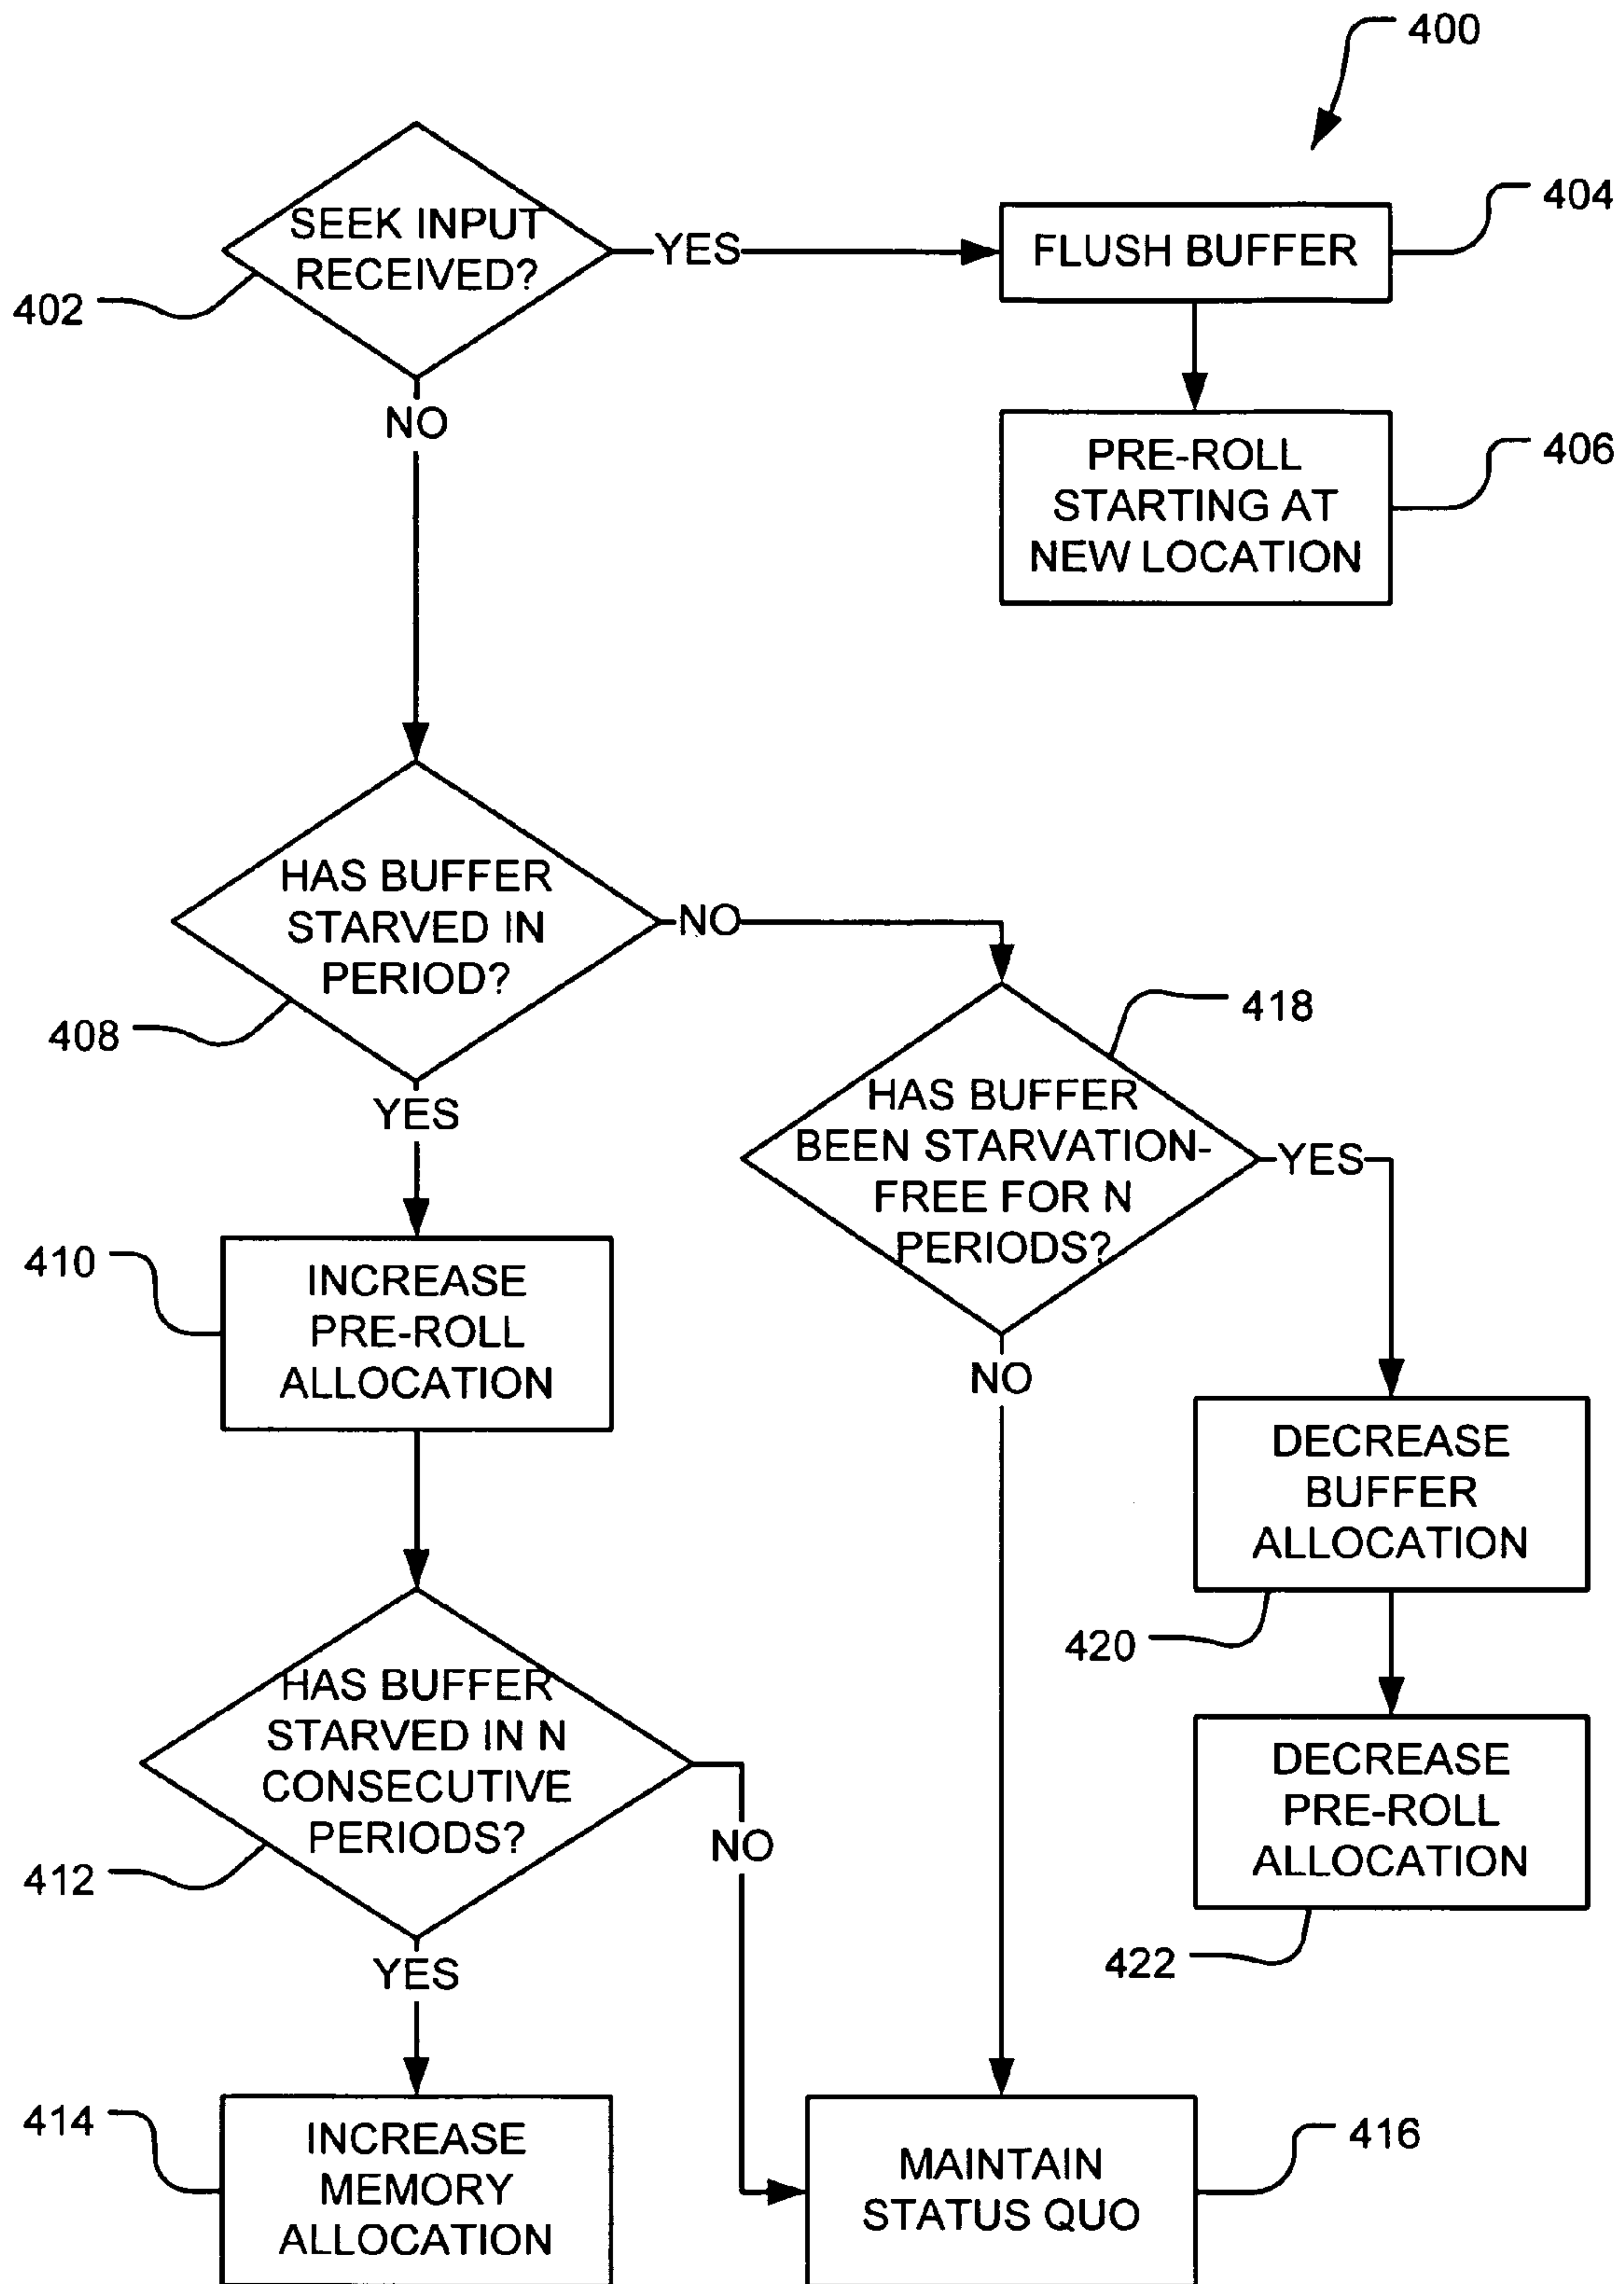 400
SEEK INPUT
RECEIVED?
402
YES
FLUSH BUFFER
404
NO
PRE-ROLL
STARTING AT
NEW LOCATION
406
HAS BUFFER
STARVED IN
PERIOD?
408
NO
YES
HAS BUFFER
BEEN STARVATION-
FREE FOR N
PERIODS?
418
YES
NO
INCREASE
PRE-ROLL
ALLOCATION
410
DECREASE
BUFFER
ALLOCATION
420
HAS BUFFER
STARVED IN N
CONSECUTIVE
PERIODS?
412
NO
YES
DECREASE
PRE-ROLL
ALLOCATION
422
INCREASE
MEMORY
ALLOCATION
414
MAINTAIN
STATUS QUO
416